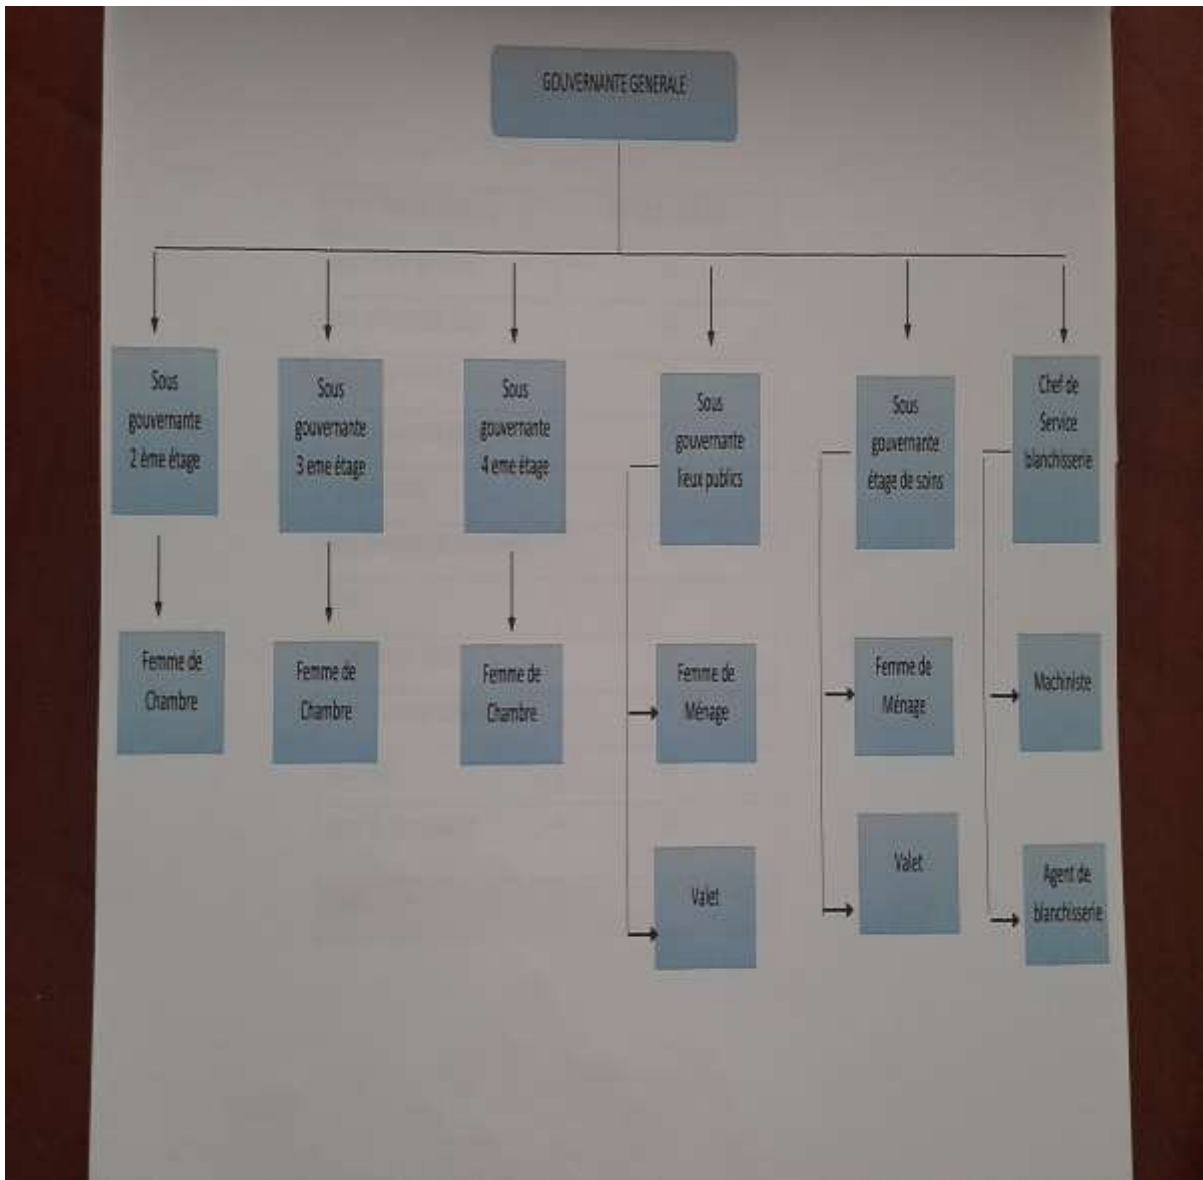 GOUVERNANTE GENERALE
Sous
gouvernante
2 ème étage
Sous
gouvernante
3 eme étage
Sous
gouvernante
4 eme étage
Sous
gouvernante
lieux publics
Sous
gouvernante
étage de soins
Chef de
Service
blanchisserie
Femme de
Chambre
Femme de
Chambre
Femme de
Chambre
Femme de
Ménage
Femme de
Ménage
Machiniste
Valet
Valet
Agent de
blanchisserie